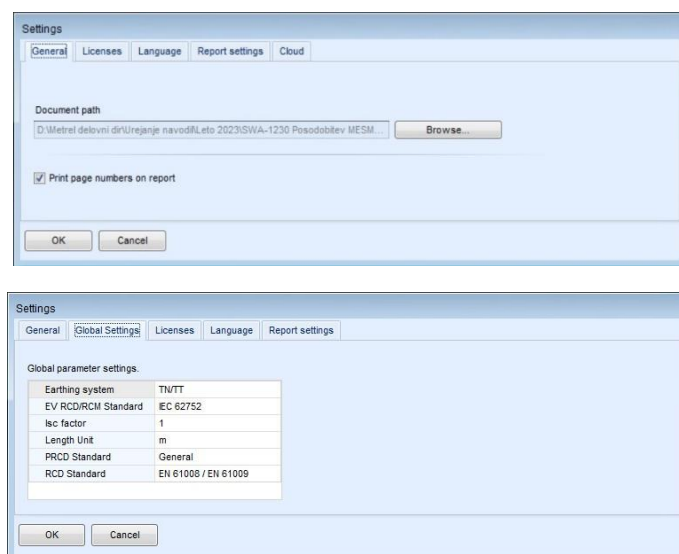 Settings
General Licenses Language Report settings Cloud
Document path
D:\Metrel delovni dir\Urejanje navodil\Leto 2023\SWA-1230 Posodobitev MESM... Browse...
Print page numbers on report
OK Cancel
Settings
General Global Settings Licenses Language Report settings
Global parameter settings.
Earthing system TN/TT
EV RCD/RCM Standard IEC 62752
Isc factor 1
Length Unit m
PRCD Standard General
RCD Standard EN 61008 / EN 61009
OK Cancel